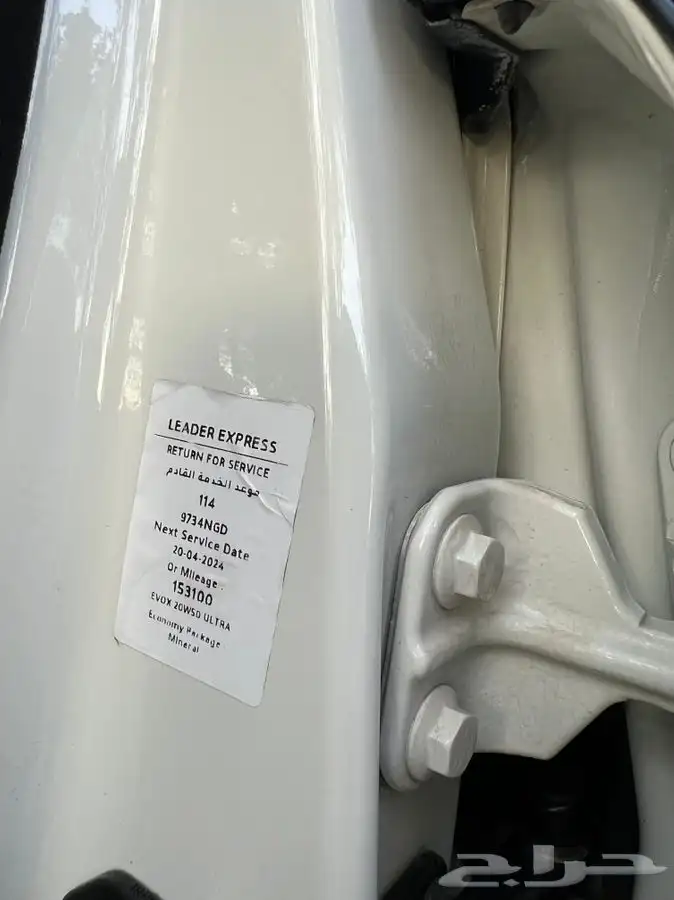 LEADER EXPRESS
RETURN FOR SERVICE
موعد الخدمة القادم
114
9734NGD
Next Service Date
20-04-2024
Or Mileage
153100
EVOX 20W50 ULTRA
Economy Package
Mineral
حراج